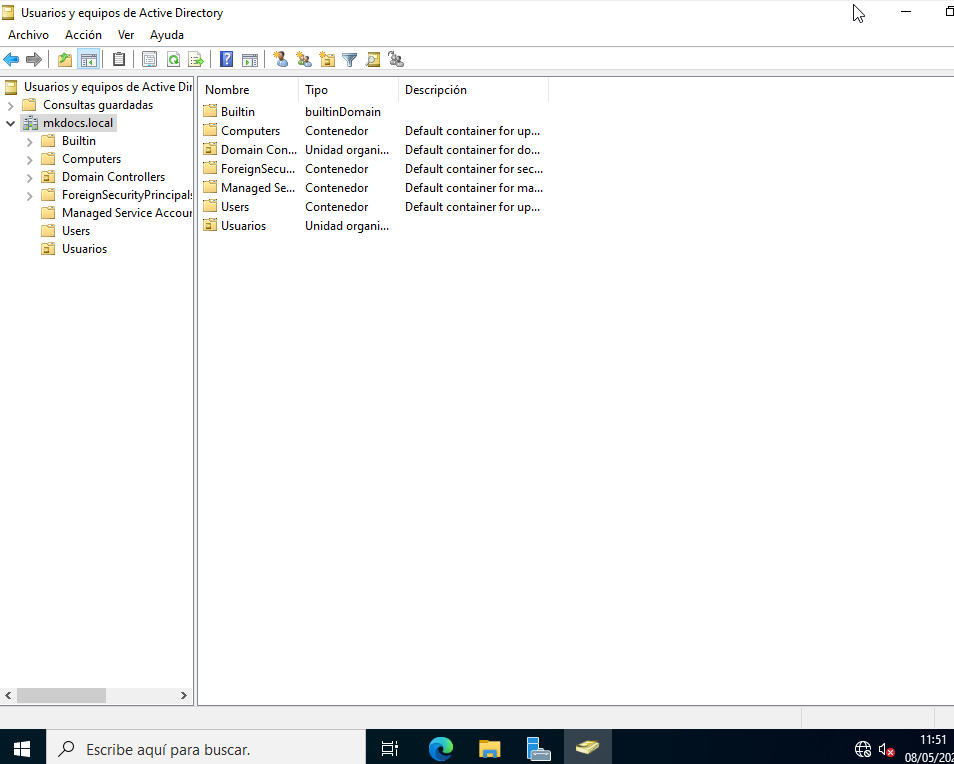 Usuarios y equipos de Active Directory
Archivo Acción Ver Ayuda
Usuarios y equipos de Active Dir
Consultas guardadas
mkdocs.local
Builtin
Computers
Domain Controllers
ForeignSecurityPrincipals
Managed Service Accour
Users
Usuarios
Nombre Tipo Descripción
Builtin builtinDomain
Computers Contenedor Default container for up...
Domain Con... Unidad organi... Default container for do...
ForeignSecu... Contenedor Default container for sec...
Managed Se... Contenedor Default container for ma...
Users Contenedor Default container for up...
Usuarios Unidad organi...
Escribe aquí para buscar.
11:51
08/05/202